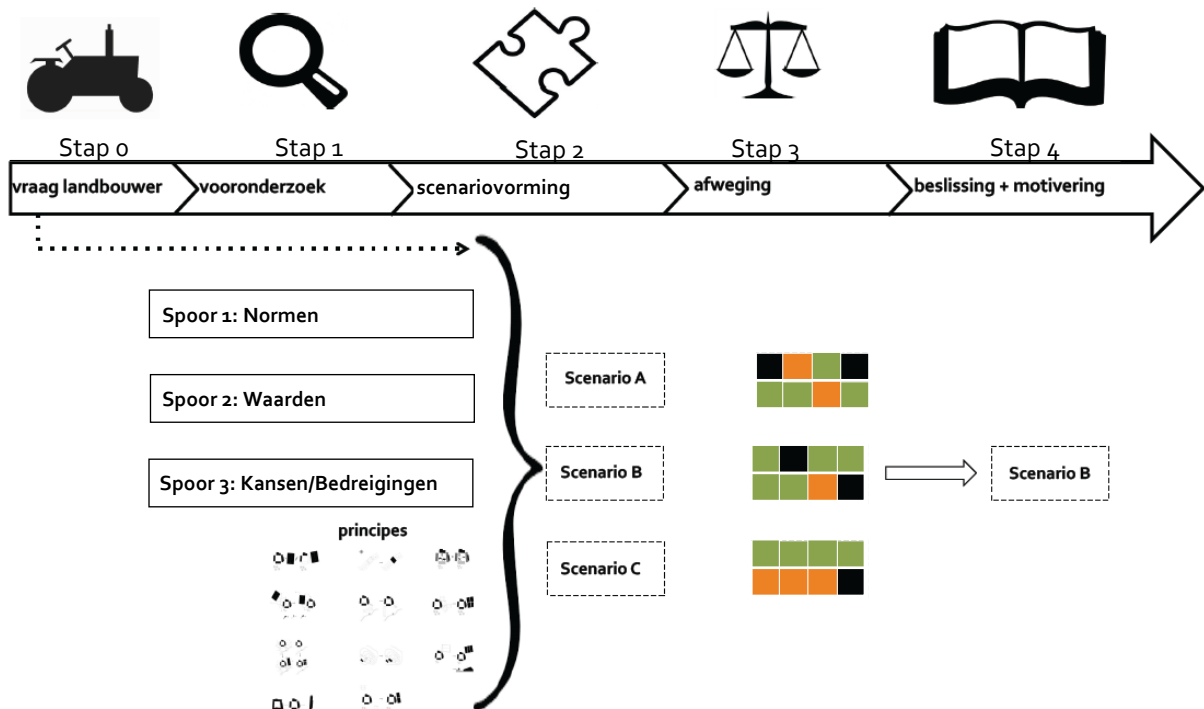 Stap 0
Stap 1
Stap 2
Stap 3
Stap 4
vraag landbouwer
vooronderzoek
scenariovorming
afweging
beslissing + motivering
Spoor 1: Normen
Spoor 2: Waarden
Spoor 3: Kansen/Bedreigingen
principes
Scenario A
Scenario B
Scenario C
Scenario B